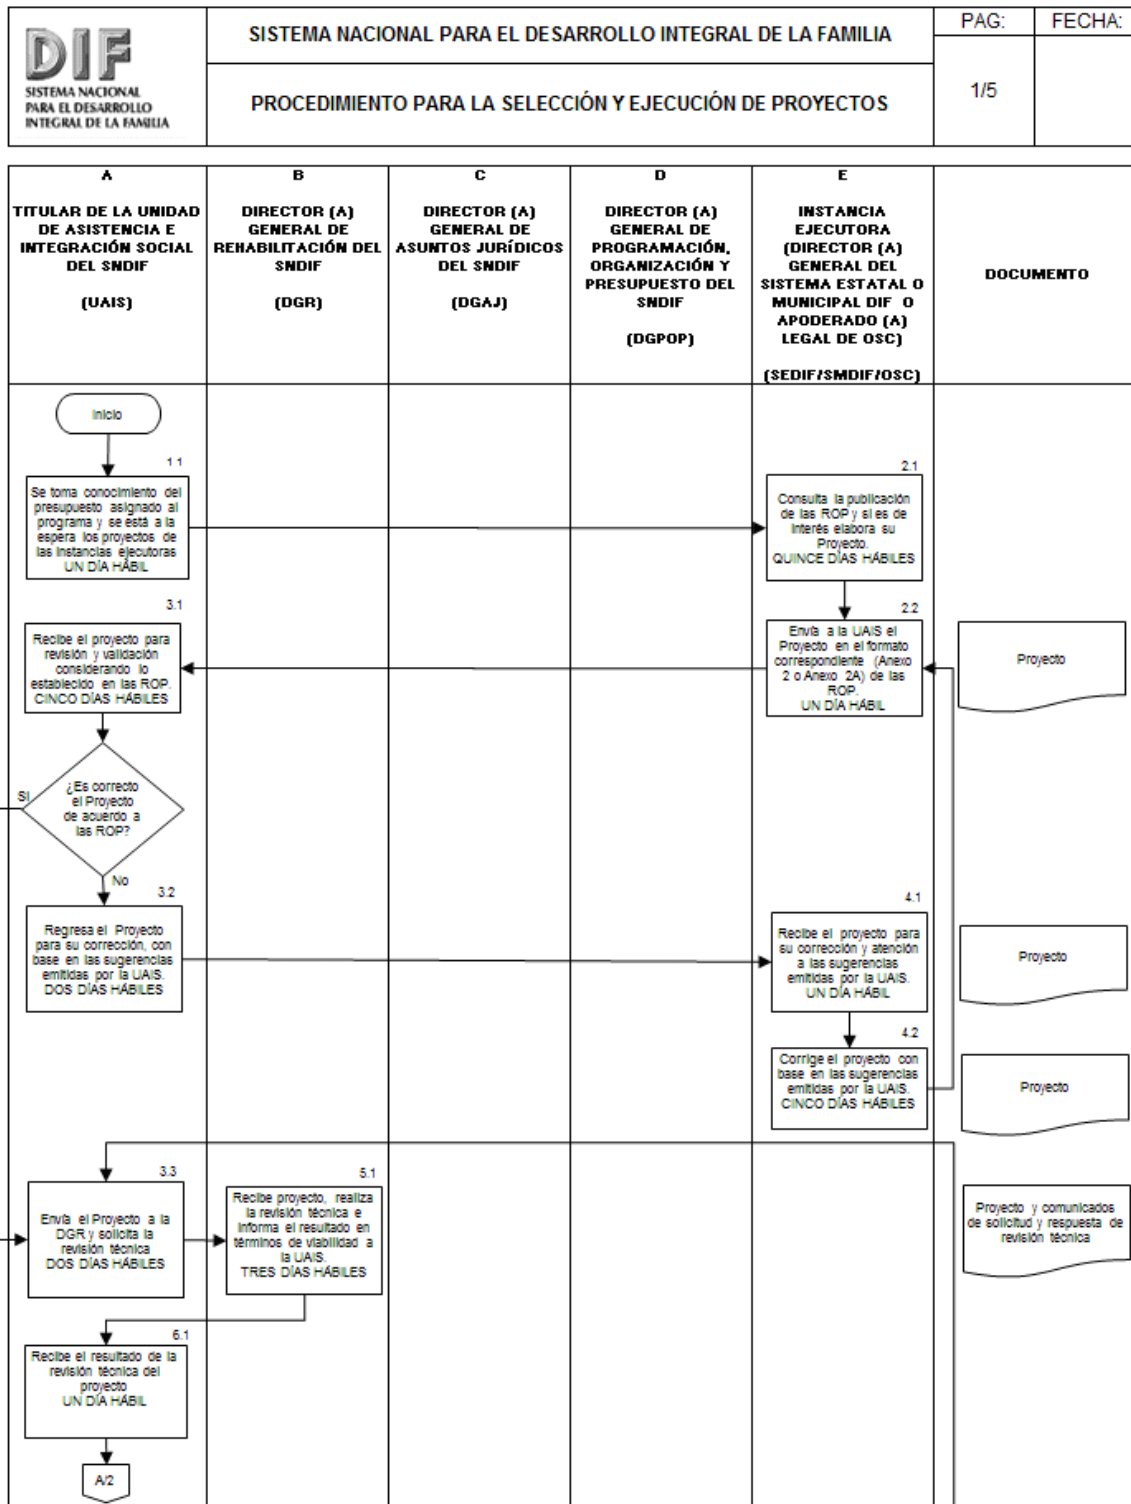 DIF
SISTEMA NACIONAL
PARA EL DESARROLLO
INTEGRAL DE LA FAMILIA
SISTEMA NACIONAL PARA EL DESARROLLO INTEGRAL DE LA FAMILIA
PROCEDIMIENTO PARA LA SELECCIÓN Y EJECUCIÓN DE PROYECTOS
PAG:
1/5
FECHA:
A
TITULAR DE LA UNIDAD
DE ASISTENCIA E
INTEGRACIÓN SOCIAL
DEL SNDIF
(UAIS)
B
DIRECTOR (A)
GENERAL DE
REHABILITACIÓN DEL
SNDIF
(DGR)
C
DIRECTOR (A)
GENERAL DE
ASUNTOS JURÍDICOS
DEL SNDIF
(DGAJ)
D
DIRECTOR (A)
GENERAL DE
PROGRAMACIÓN,
ORGANIZACIÓN Y
PRESUPUESTO DEL
SNDIF
(DGPOP)
E
INSTANCIA
EJECUTORA
(DIRECTOR (A)
GENERAL DEL
SISTEMA ESTATAL O
MUNICIPAL DIF O
APODERADO (A)
LEGAL DE OSC)
(SEDIF/SMDIF/OSC)
DOCUMENTO
Inicio
1.1
Se toma conocimiento del
presupuesto asignado al
programa y se está a la
espera los proyectos de
las instancias ejecutoras
UN DÍA HÁBIL
2.1
Consulta la publicación
de las ROP y si es de
interés elabora su
Proyecto.
QUINCE DÍAS HÁBILES
3.1
Recibe el proyecto para
revisión y validación
considerando lo
establecido en las ROP.
CINCO DÍAS HÁBILES
2.2
Envía a la UAIS el
Proyecto en el formato
correspondiente (Anexo
2 o Anexo 2A) de las
ROP.
UN DÍA HÁBIL
Proyecto
¿Es correcto
el Proyecto
de acuerdo a
las ROP?
SI
No
3.2
Regresa el Proyecto
para su corrección, con
base en las sugerencias
emitidas por la UAIS.
DOS DÍAS HÁBILES
4.1
Recibe el proyecto para
su corrección y atención
a las sugerencias
emitidas por la UAIS.
UN DÍA HÁBIL
Proyecto
4.2
Corrige el proyecto con
base en las sugerencias
emitidas por la UAIS.
CINCO DÍAS HÁBILES
Proyecto
3.3
Envía el Proyecto a la
DGR y solicita la
revisión técnica
DOS DÍAS HÁBILES
5.1
Recibe proyecto, realiza
la revisión técnica e
informa el resultado en
términos de viabilidad a
la UAIS.
TRES DÍAS HÁBILES
Proyecto y comunicados
de solicitud y respuesta de
revisión técnica
6.1
Recibe el resultado de la
revisión técnica del
proyecto
UN DÍA HÁBIL
A/2